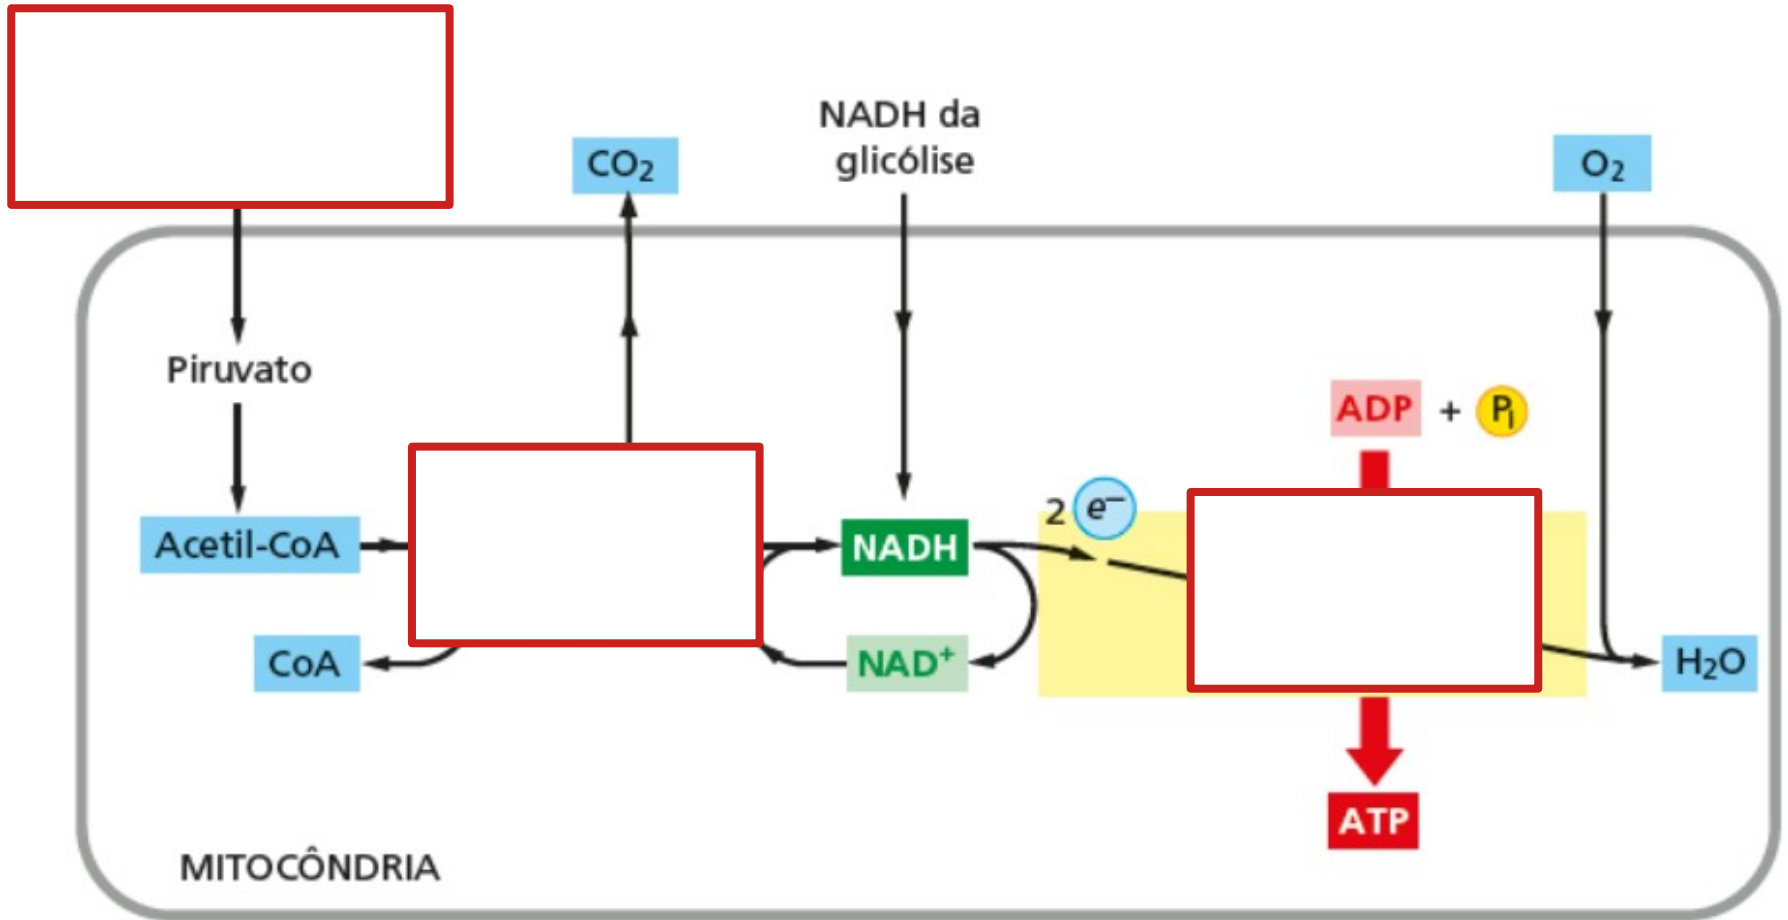 NADH da
glicólise
CO₂
O₂
Piruvato
ADP + Pi
2 e⁻
Acetil-CoA
NADH
CoA
NAD⁺
H₂O
ATP
MITOCÔNDRIA